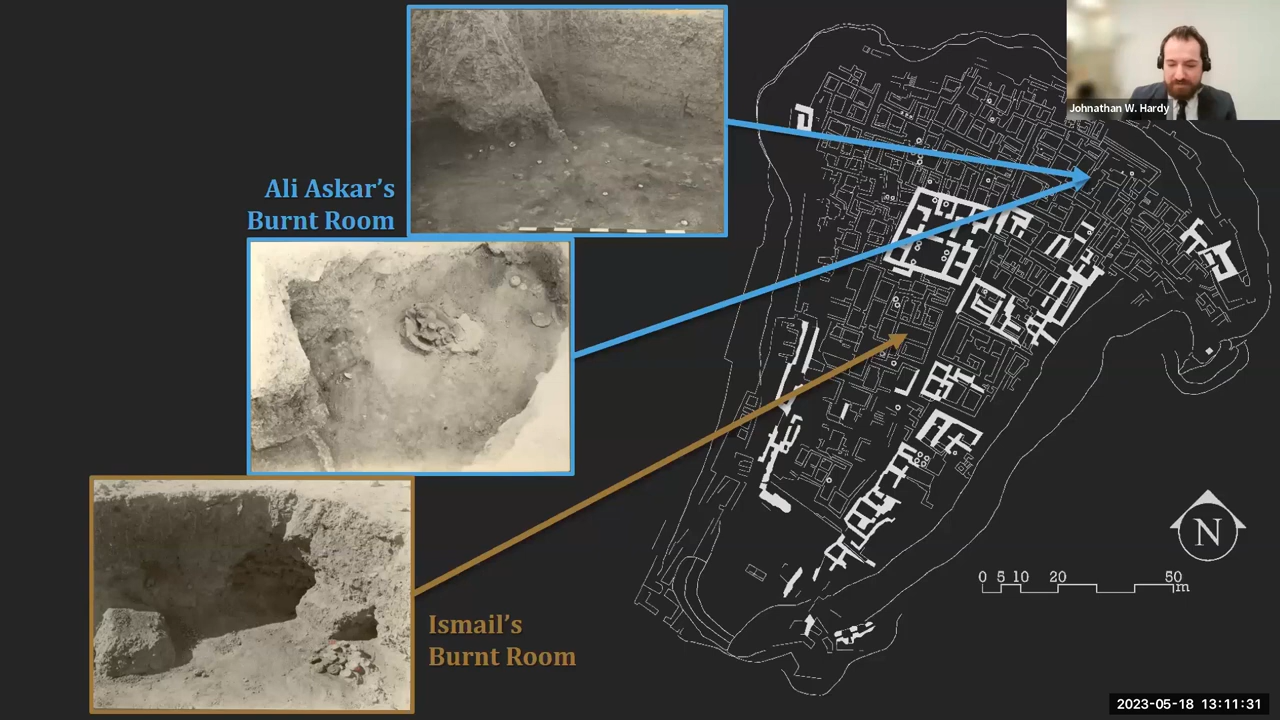 Johnathan W. Hardy
Ali Askar's
Burnt Room
Ismail's
Burnt Room
N
0 5 10 20 50
m
2023-05-18 13:11:31